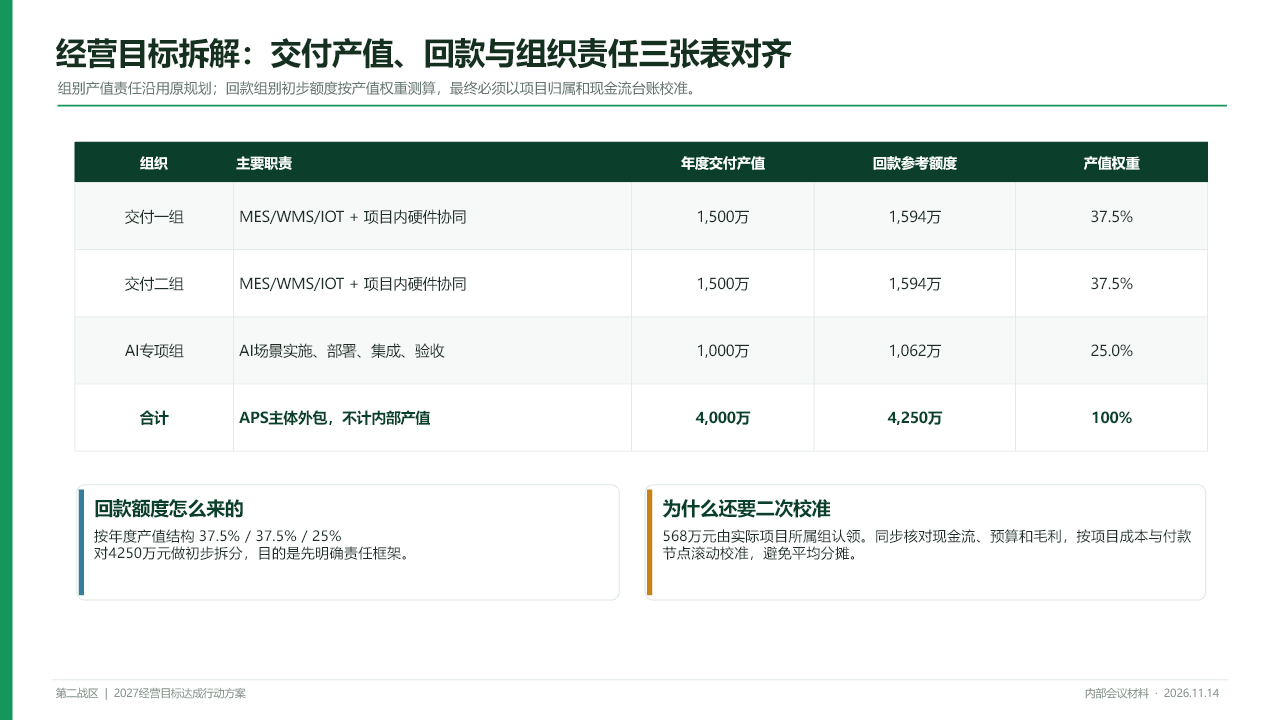 经营目标拆解：交付产值、回款与组织责任三张表对齐
组别产值责任沿用原规划；回款组别初步额度按产值权重测算，最终必须以项目归属和现金流台账校准。
组织 主要职责 年度交付产值 回款参考额度 产值权重
交付一组 MES/WMS/IOT + 项目内硬件协同 1,500万 1,594万 37.5%
交付二组 MES/WMS/IOT + 项目内硬件协同 1,500万 1,594万 37.5%
AI专项组 AI场景实施、部署、集成、验收 1,000万 1,062万 25.0%
合计 APS主体外包，不计内部产值 4,000万 4,250万 100%
回款额度怎么来的
按年度产值结构 37.5% / 37.5% / 25%
对4250万元做初步拆分，目的是先明确责任框架。
为什么还要二次校准
568万元由实际项目所属组认领。同步核对现金流、预算和毛利，按项目成本与付款
节点滚动校准，避免平均分摊。
第二战区 | 2027经营目标达成行动方案
内部会议材料 · 2026.11.14